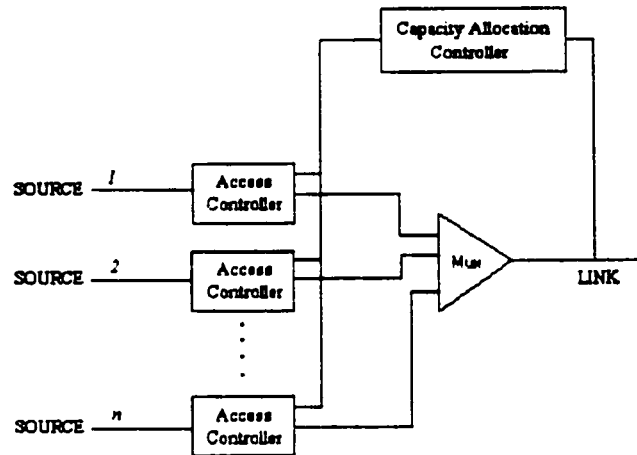 Capacity Allocation
Controller
SOURCE 1
Access
Controller
SOURCE 2
Access
Controller
Mux
LINK
SOURCE n
Access
Controller